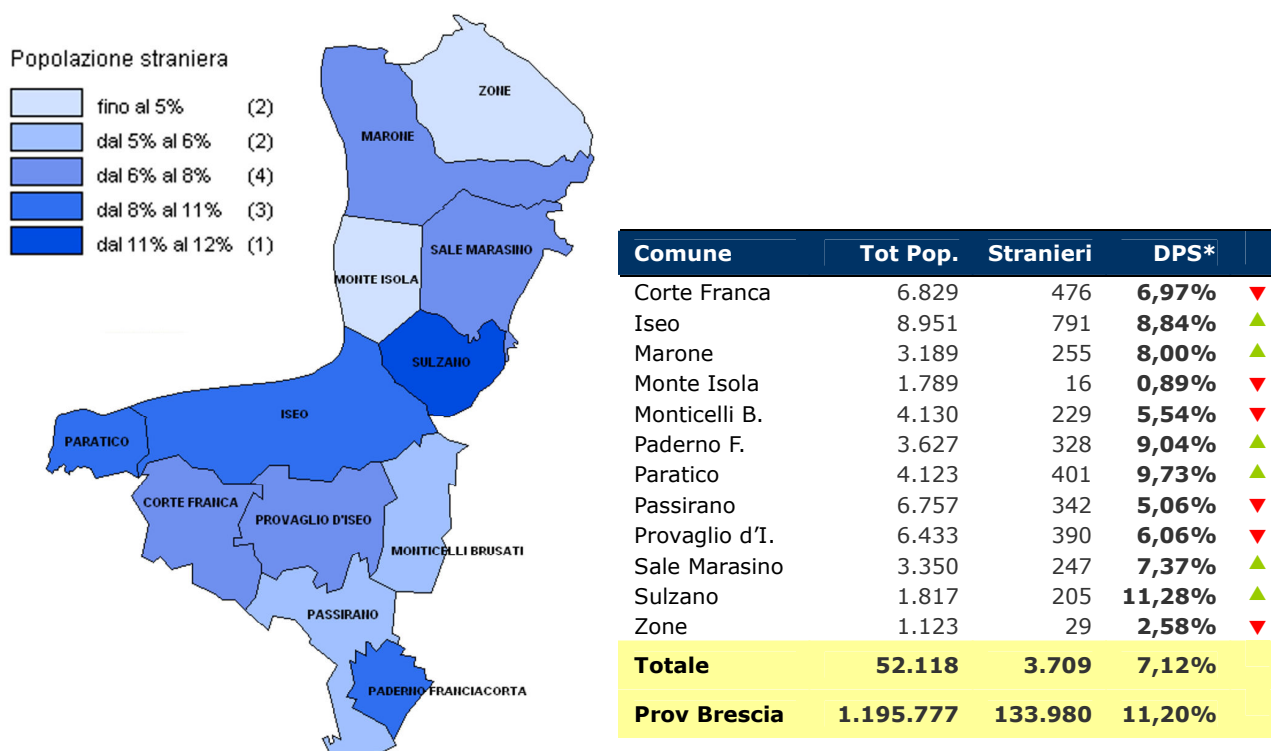 Popolazione straniera
fino al 5% (2)
dal 5% al 6% (2)
dal 6% al 8% (4)
dal 8% al 11% (3)
dal 11% al 12% (1)
ZONE
MARONE
SALE MARASINO
MONTE ISOLA
SULZANO
ISEO
PARATICO
CORTE FRANCA
PROVAGLIO D'ISEO
MONTICELLI BRUSATI
PASSIRANO
PADERNO FRANCIACORTA
Comune Tot Pop. Stranieri DPS*
Corte Franca 6.829 476 6,97% ▼
Iseo 8.951 791 8,84% ▲
Marone 3.189 255 8,00% ▲
Monte Isola 1.789 16 0,89% ▼
Monticelli B. 4.130 229 5,54% ▼
Paderno F. 3.627 328 9,04% ▲
Paratico 4.123 401 9,73% ▲
Passirano 6.757 342 5,06% ▼
Provaglio d’I. 6.433 390 6,06% ▼
Sale Marasino 3.350 247 7,37% ▲
Sulzano 1.817 205 11,28% ▲
Zone 1.123 29 2,58% ▼
Totale 52.118 3.709 7,12%
Prov Brescia 1.195.777 133.980 11,20%